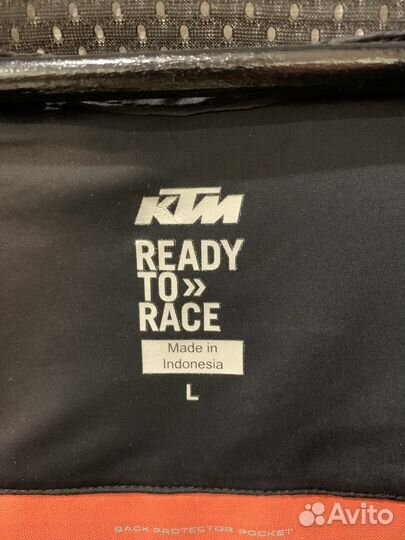 KTM
READY
TO»
RACE
Made in
Indonesia
L
BACK PROTECTOR POCKET
Avito